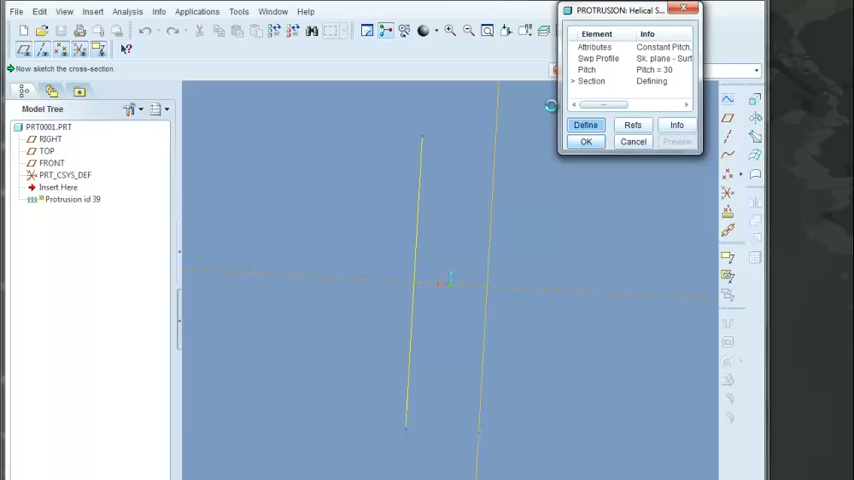 File Edit View Insert Analysis Info Applications Tools Window Help
Now sketch the cross-section.
PROTRUSION: Helical S...
Element Info
Attributes Constant Pitch,
Swp Profile Sk. plane - Surf
Pitch Pitch = 30
> Section Defining
Define Refs Info
OK Cancel Preview
Model Tree
PRT0001.PRT
RIGHT
TOP
FRONT
PRT_CSYS_DEF
Insert Here
Protrusion id 39